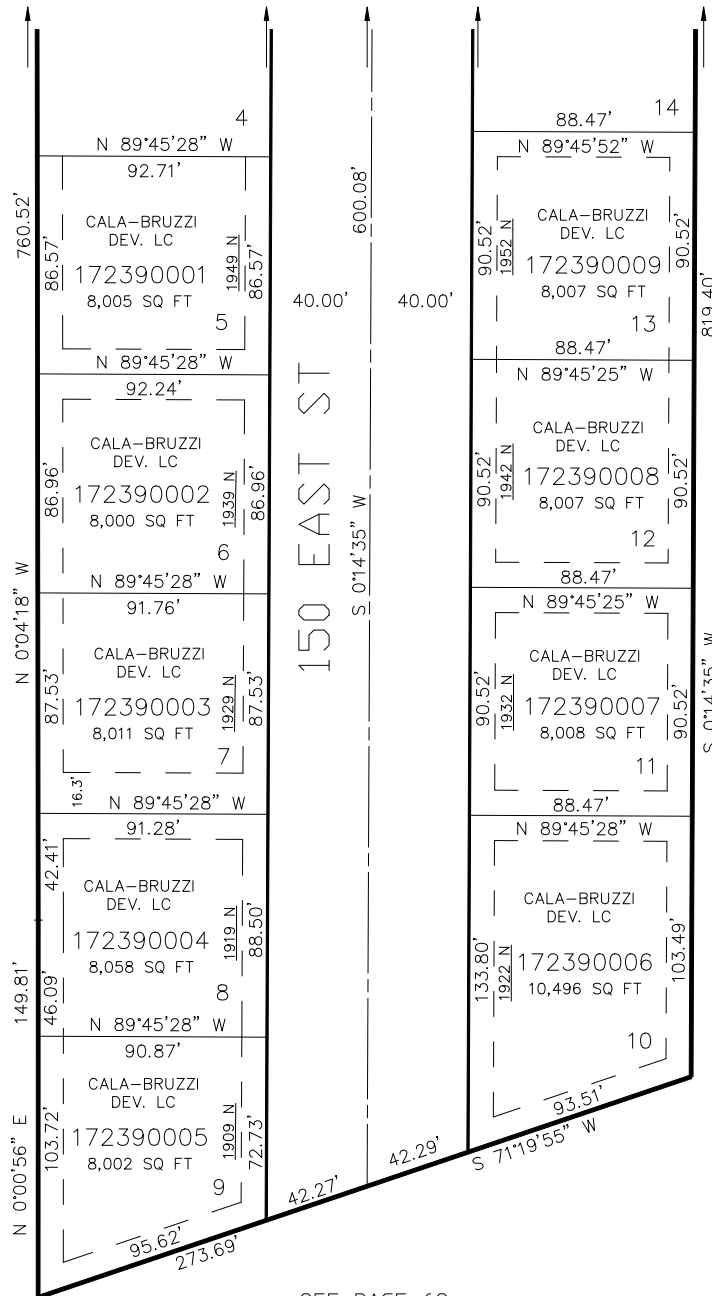 4
N 89°45'28" W
92.71'
760.52'
86.57'
CALA-BRUZZI
DEV. LC
172390001
8,005 SQ FT
1949 N
86.57'
5
N 89°45'28" W
92.24'
86.96'
CALA-BRUZZI
DEV. LC
172390002
8,000 SQ FT
1939 N
86.96'
6
N 89°45'28" W
91.76'
N 0°04'18" W
87.53'
CALA-BRUZZI
DEV. LC
172390003
8,011 SQ FT
1929 N
87.53'
7
16.3'
N 89°45'28" W
91.28'
42.41'
CALA-BRUZZI
DEV. LC
172390004
8,058 SQ FT
1919 N
88.50'
8
149.81'
46.09'
N 89°45'28" W
90.87'
N 0°00'56" E
103.72'
CALA-BRUZZI
DEV. LC
172390005
8,002 SQ FT
1909 N
72.73'
9
95.62'
273.69'
600.08'
40.00'
40.00'
150 EAST ST
S 0°14'35" W
42.27'
42.29'
S 71°19'55" W
14
88.47'
N 89°45'52" W
90.52'
1952 N
CALA-BRUZZI
DEV. LC
172390009
8,007 SQ FT
90.52'
13
819.40'
88.47'
N 89°45'25" W
90.52'
1942 N
CALA-BRUZZI
DEV. LC
172390008
8,007 SQ FT
90.52'
12
88.47'
N 89°45'25" W
90.52'
1932 N
CALA-BRUZZI
DEV. LC
172390007
8,008 SQ FT
90.52'
11
S 0°14'35" W
88.47'
N 89°45'28" W
133.80'
1922 N
CALA-BRUZZI
DEV. LC
172390006
10,496 SQ FT
103.49'
10
93.51'